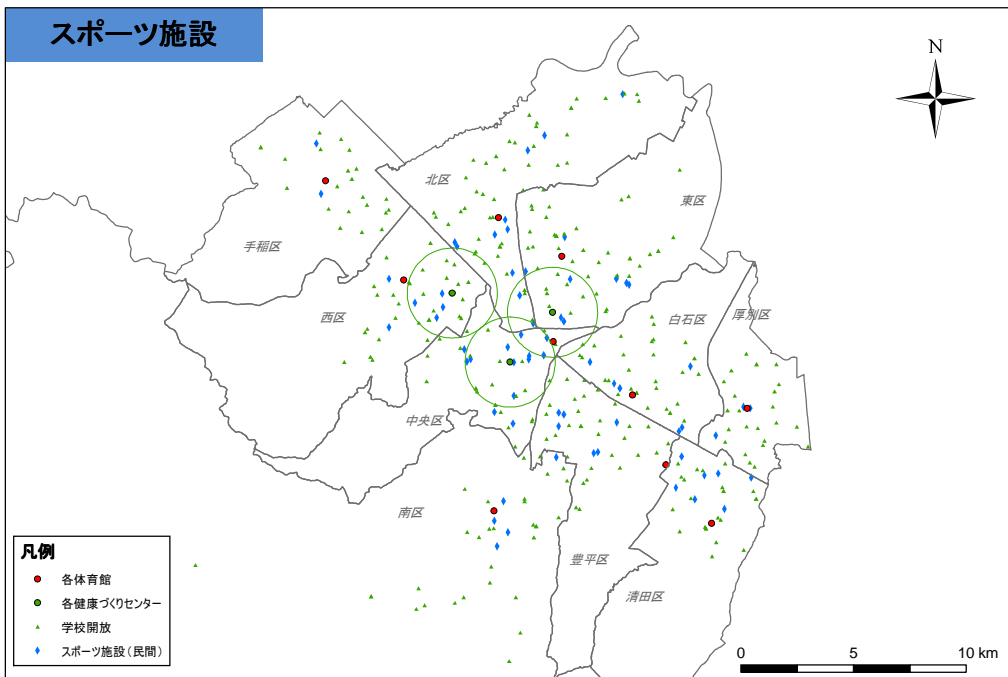 スポーツ施設
N
北区
東区
手稲区
西区
白石区
厚別区
中央区
南区
豊平区
清田区
凡例
各体育館
各健康づくりセンター
学校開放
スポーツ施設(民間)
0 5 10 km